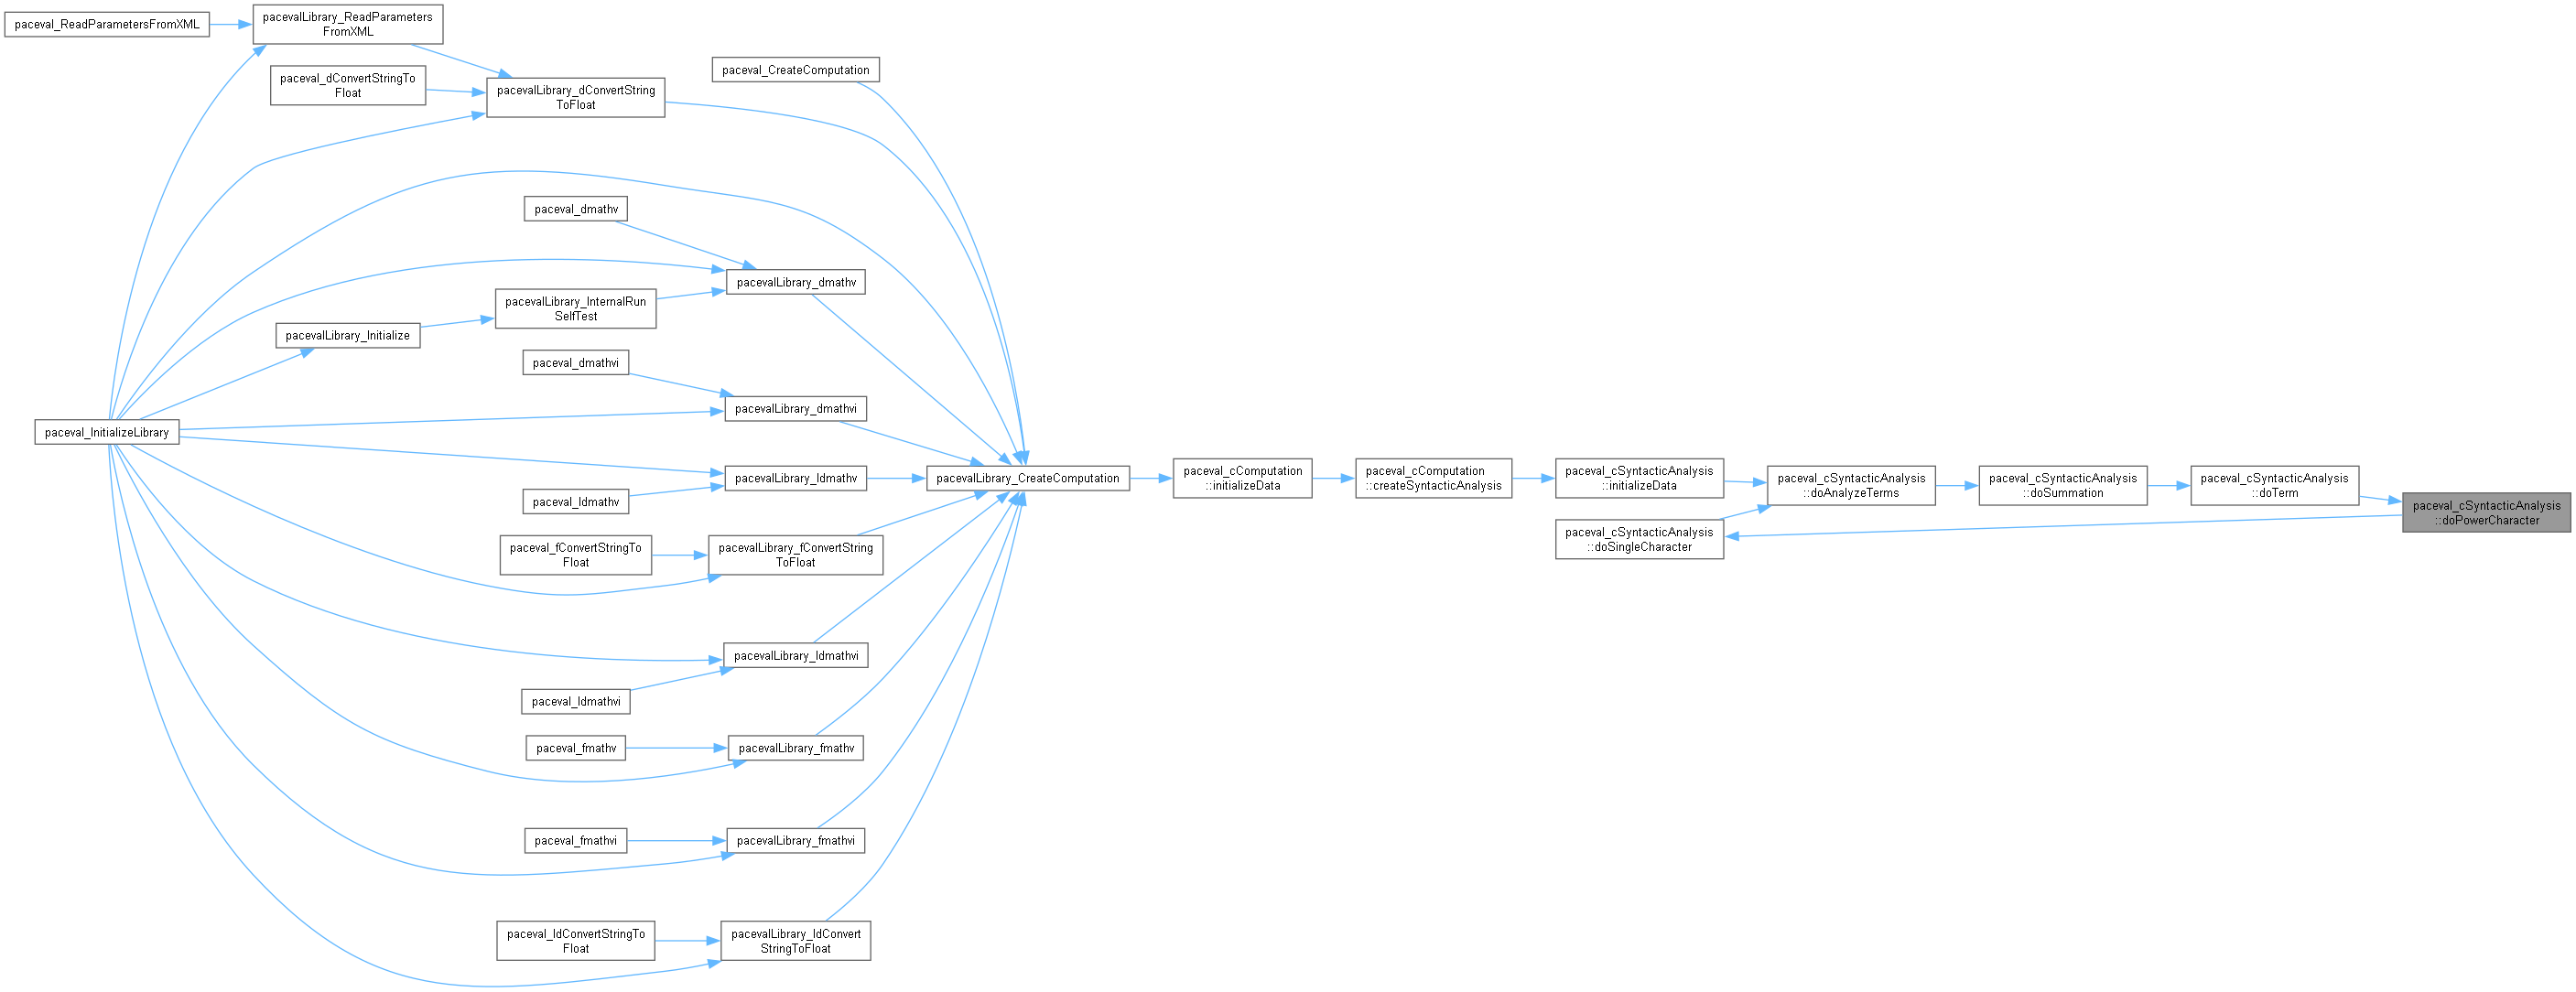 paceval_ReadParametersFromXML
pacevalLibrary_ReadParameters
FromXML
paceval_dConvertStringTo
Float
pacevalLibrary_dConvertString
ToFloat
paceval_CreateComputation
paceval_dmathv
pacevalLibrary_dmathv
pacevalLibrary_InternalRun
SelfTest
pacevalLibrary_Initialize
paceval_dmathvi
pacevalLibrary_dmathvi
paceval_InitializeLibrary
pacevalLibrary_ldmathv
paceval_ldmathv
pacevalLibrary_CreateComputation
paceval_cComputation
::initializeData
paceval_cComputation
::createSyntacticAnalysis
paceval_cSyntacticAnalysis
::initializeData
paceval_cSyntacticAnalysis
::doAnalyzeTerms
paceval_cSyntacticAnalysis
::doSummation
paceval_cSyntacticAnalysis
::doTerm
paceval_cSyntacticAnalysis
::doPowerCharacter
paceval_cSyntacticAnalysis
::doSingleCharacter
paceval_fConvertStringTo
Float
pacevalLibrary_fConvertString
ToFloat
pacevalLibrary_ldmathvi
paceval_ldmathvi
paceval_fmathv
pacevalLibrary_fmathv
paceval_fmathvi
pacevalLibrary_fmathvi
paceval_ldConvertStringTo
Float
pacevalLibrary_ldConvert
StringToFloat